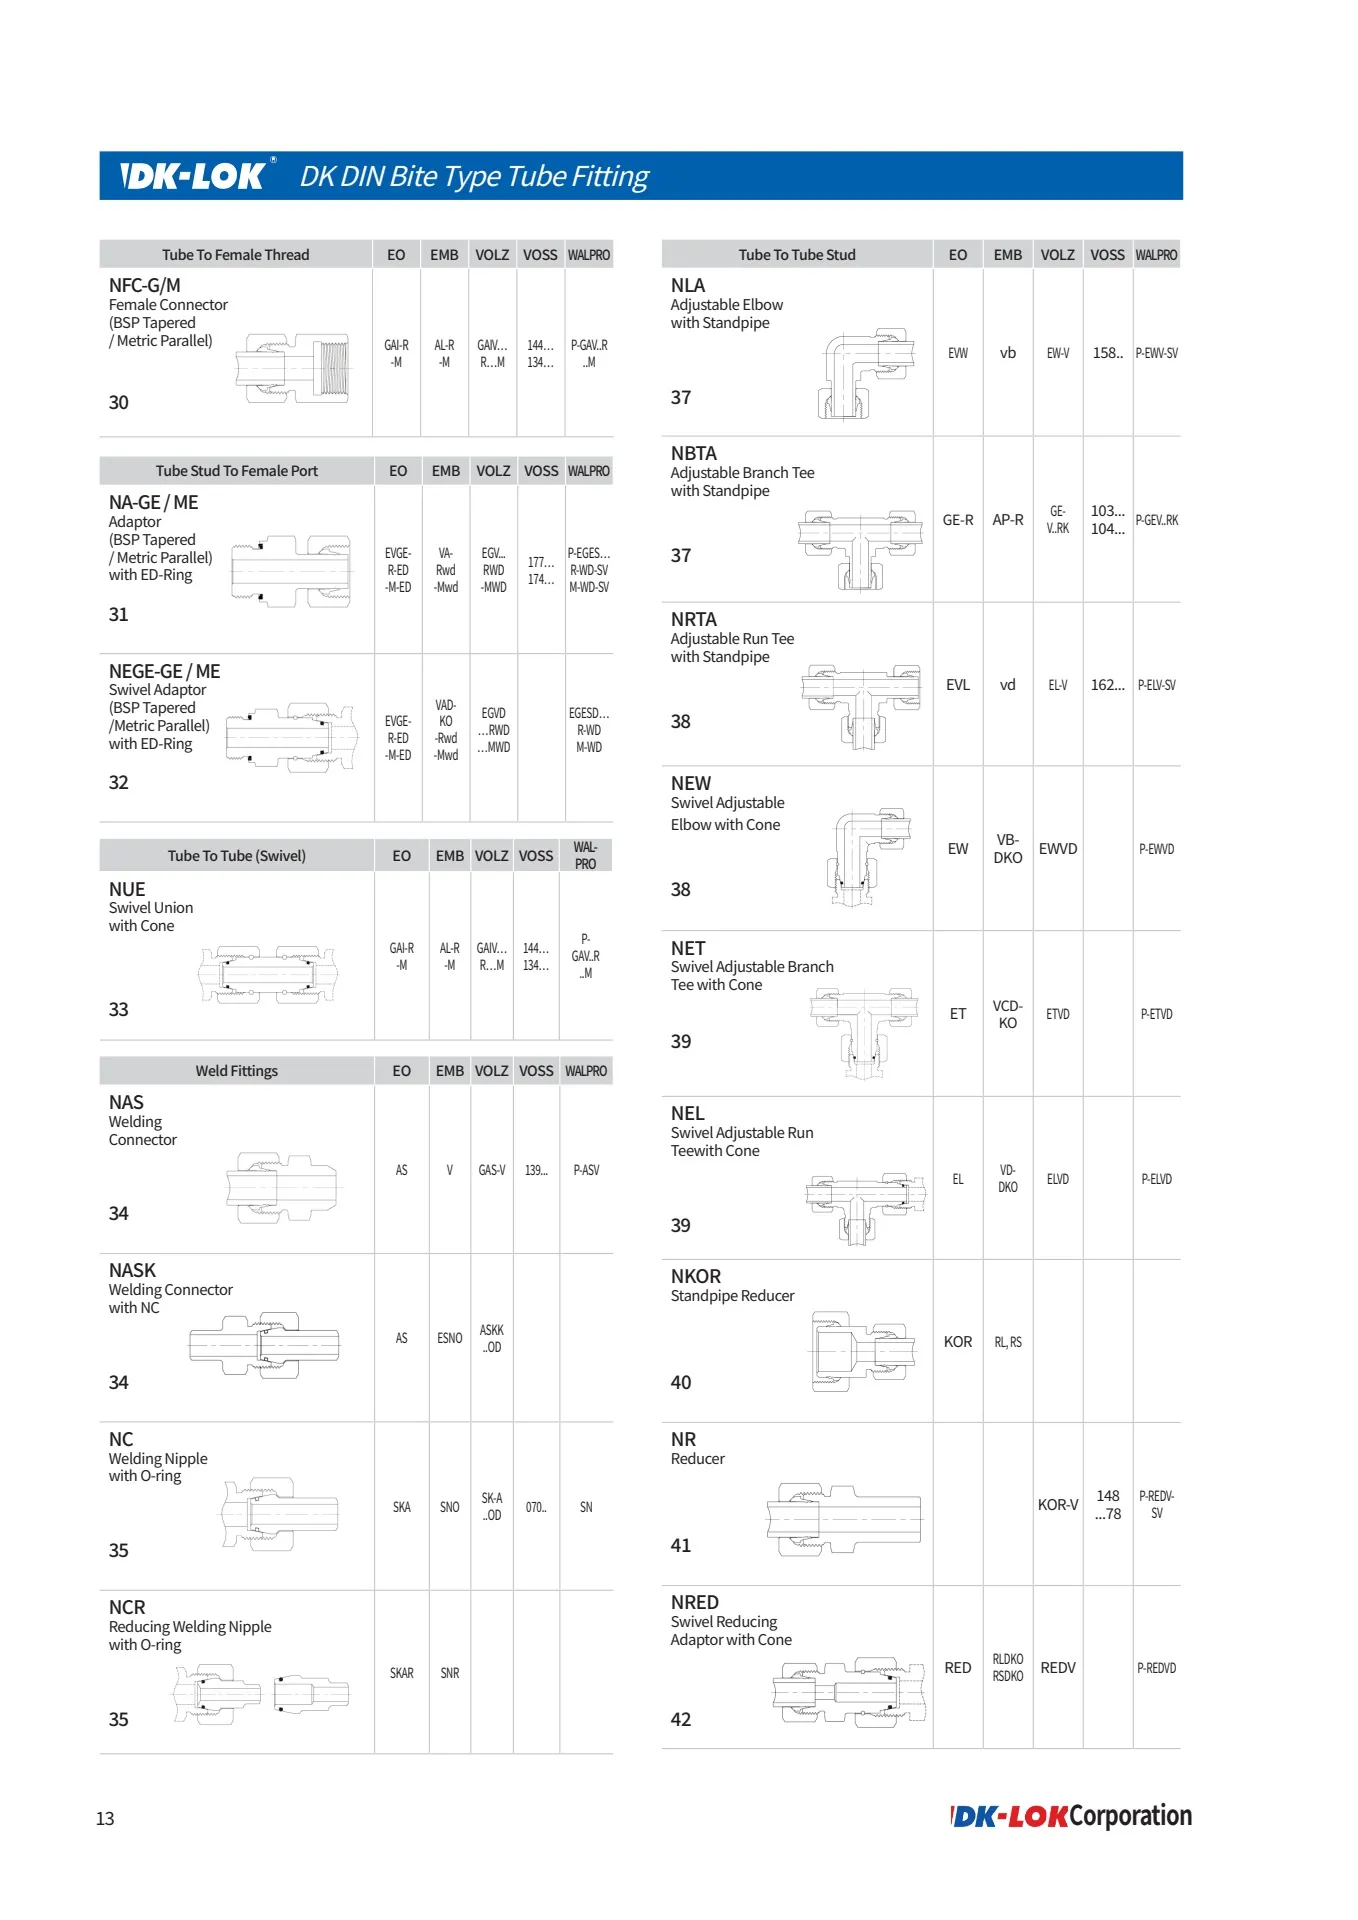 DK-LOK® DK DIN Bite Type Tube Fitting
Tube To Female Thread EO EMB VOLZ VOSS WALPRO
NFC-G/M
Female Connector
(BSP Tapered
/ Metric Parallel)
30
GAI-R
-M
AL-R
-M
GAIV…
R…M
144…
134…
P-GAV..R
..M
Tube Stud To Female Port EO EMB VOLZ VOSS WALPRO
NA-GE / ME
Adaptor
(BSP Tapered
/ Metric Parallel)
with ED-Ring
31
EVGE-
R-ED
-M-ED
VA-
Rwd
-Mwd
EGV...
RWD
-MWD
177…
174…
P-EGES…
R-WD-SV
M-WD-SV
NEGE-GE / ME
Swivel Adaptor
(BSP Tapered
/Metric Parallel)
with ED-Ring
32
EVGE-
R-ED
-M-ED
VAD-
KO
-Rwd
-Mwd
EGVD
…RWD
…MWD
EGESD…
R-WD
M-WD
Tube To Tube (Swivel) EO EMB VOLZ VOSS WAL-
PRO
NUE
Swivel Union
with Cone
33
GAI-R
-M
AL-R
-M
GAIV…
R…M
144…
134…
P-
GAV..R
..M
Weld Fittings EO EMB VOLZ VOSS WALPRO
NAS
Welding
Connector
34
AS V GAS-V 139... P-ASV
NASK
Welding Connector
with NC
34
AS ESNO ASKK
..OD
NC
Welding Nipple
with O-ring
35
SKA SNO SK-A
..OD
070.. SN
NCR
Reducing Welding Nipple
with O-ring
35
SKAR SNR
Tube To Tube Stud EO EMB VOLZ VOSS WALPRO
NLA
Adjustable Elbow
with Standpipe
37
EVW vb EW-V 158.. P-EWV-SV
NBTA
Adjustable Branch Tee
with Standpipe
37
GE-R AP-R GE-
V..RK
103...
104...
P-GEV..RK
NRTA
Adjustable Run Tee
with Standpipe
38
EVL vd EL-V 162... P-ELV-SV
NEW
Swivel Adjustable
Elbow with Cone
38
EW VB-
DKO
EWVD P-EWVD
NET
Swivel Adjustable Branch
Tee with Cone
39
ET VCD-
KO
ETVD P-ETVD
NEL
Swivel Adjustable Run
Teewith Cone
39
EL VD-
DKO
ELVD P-ELVD
NKOR
Standpipe Reducer
40
KOR RL, RS
NR
Reducer
41
KOR-V 148
...78
P-REDV-
SV
NRED
Swivel Reducing
Adaptor with Cone
42
RED RLDKO
RSDKO
REDV P-REDVD
13
DK-LOK Corporation